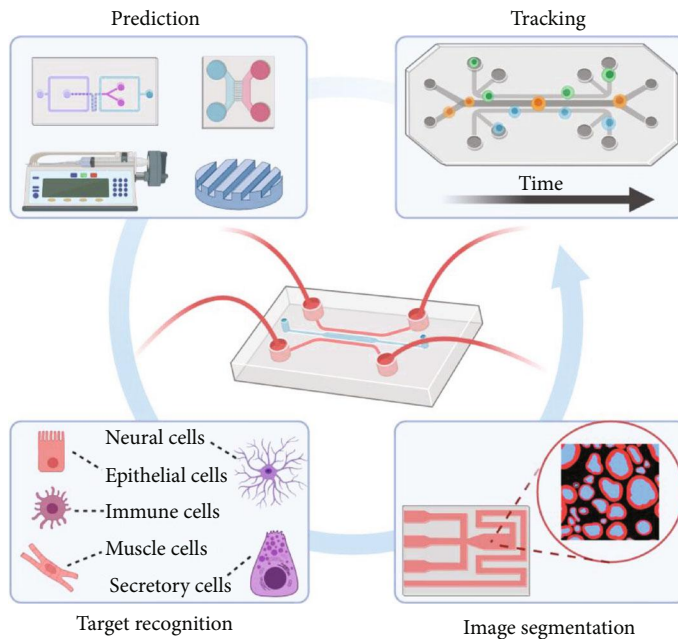 Prediction
Tracking
Time
Neural cells
Epithelial cells
Immune cells
Muscle cells
Secretory cells
Target recognition
Image segmentation